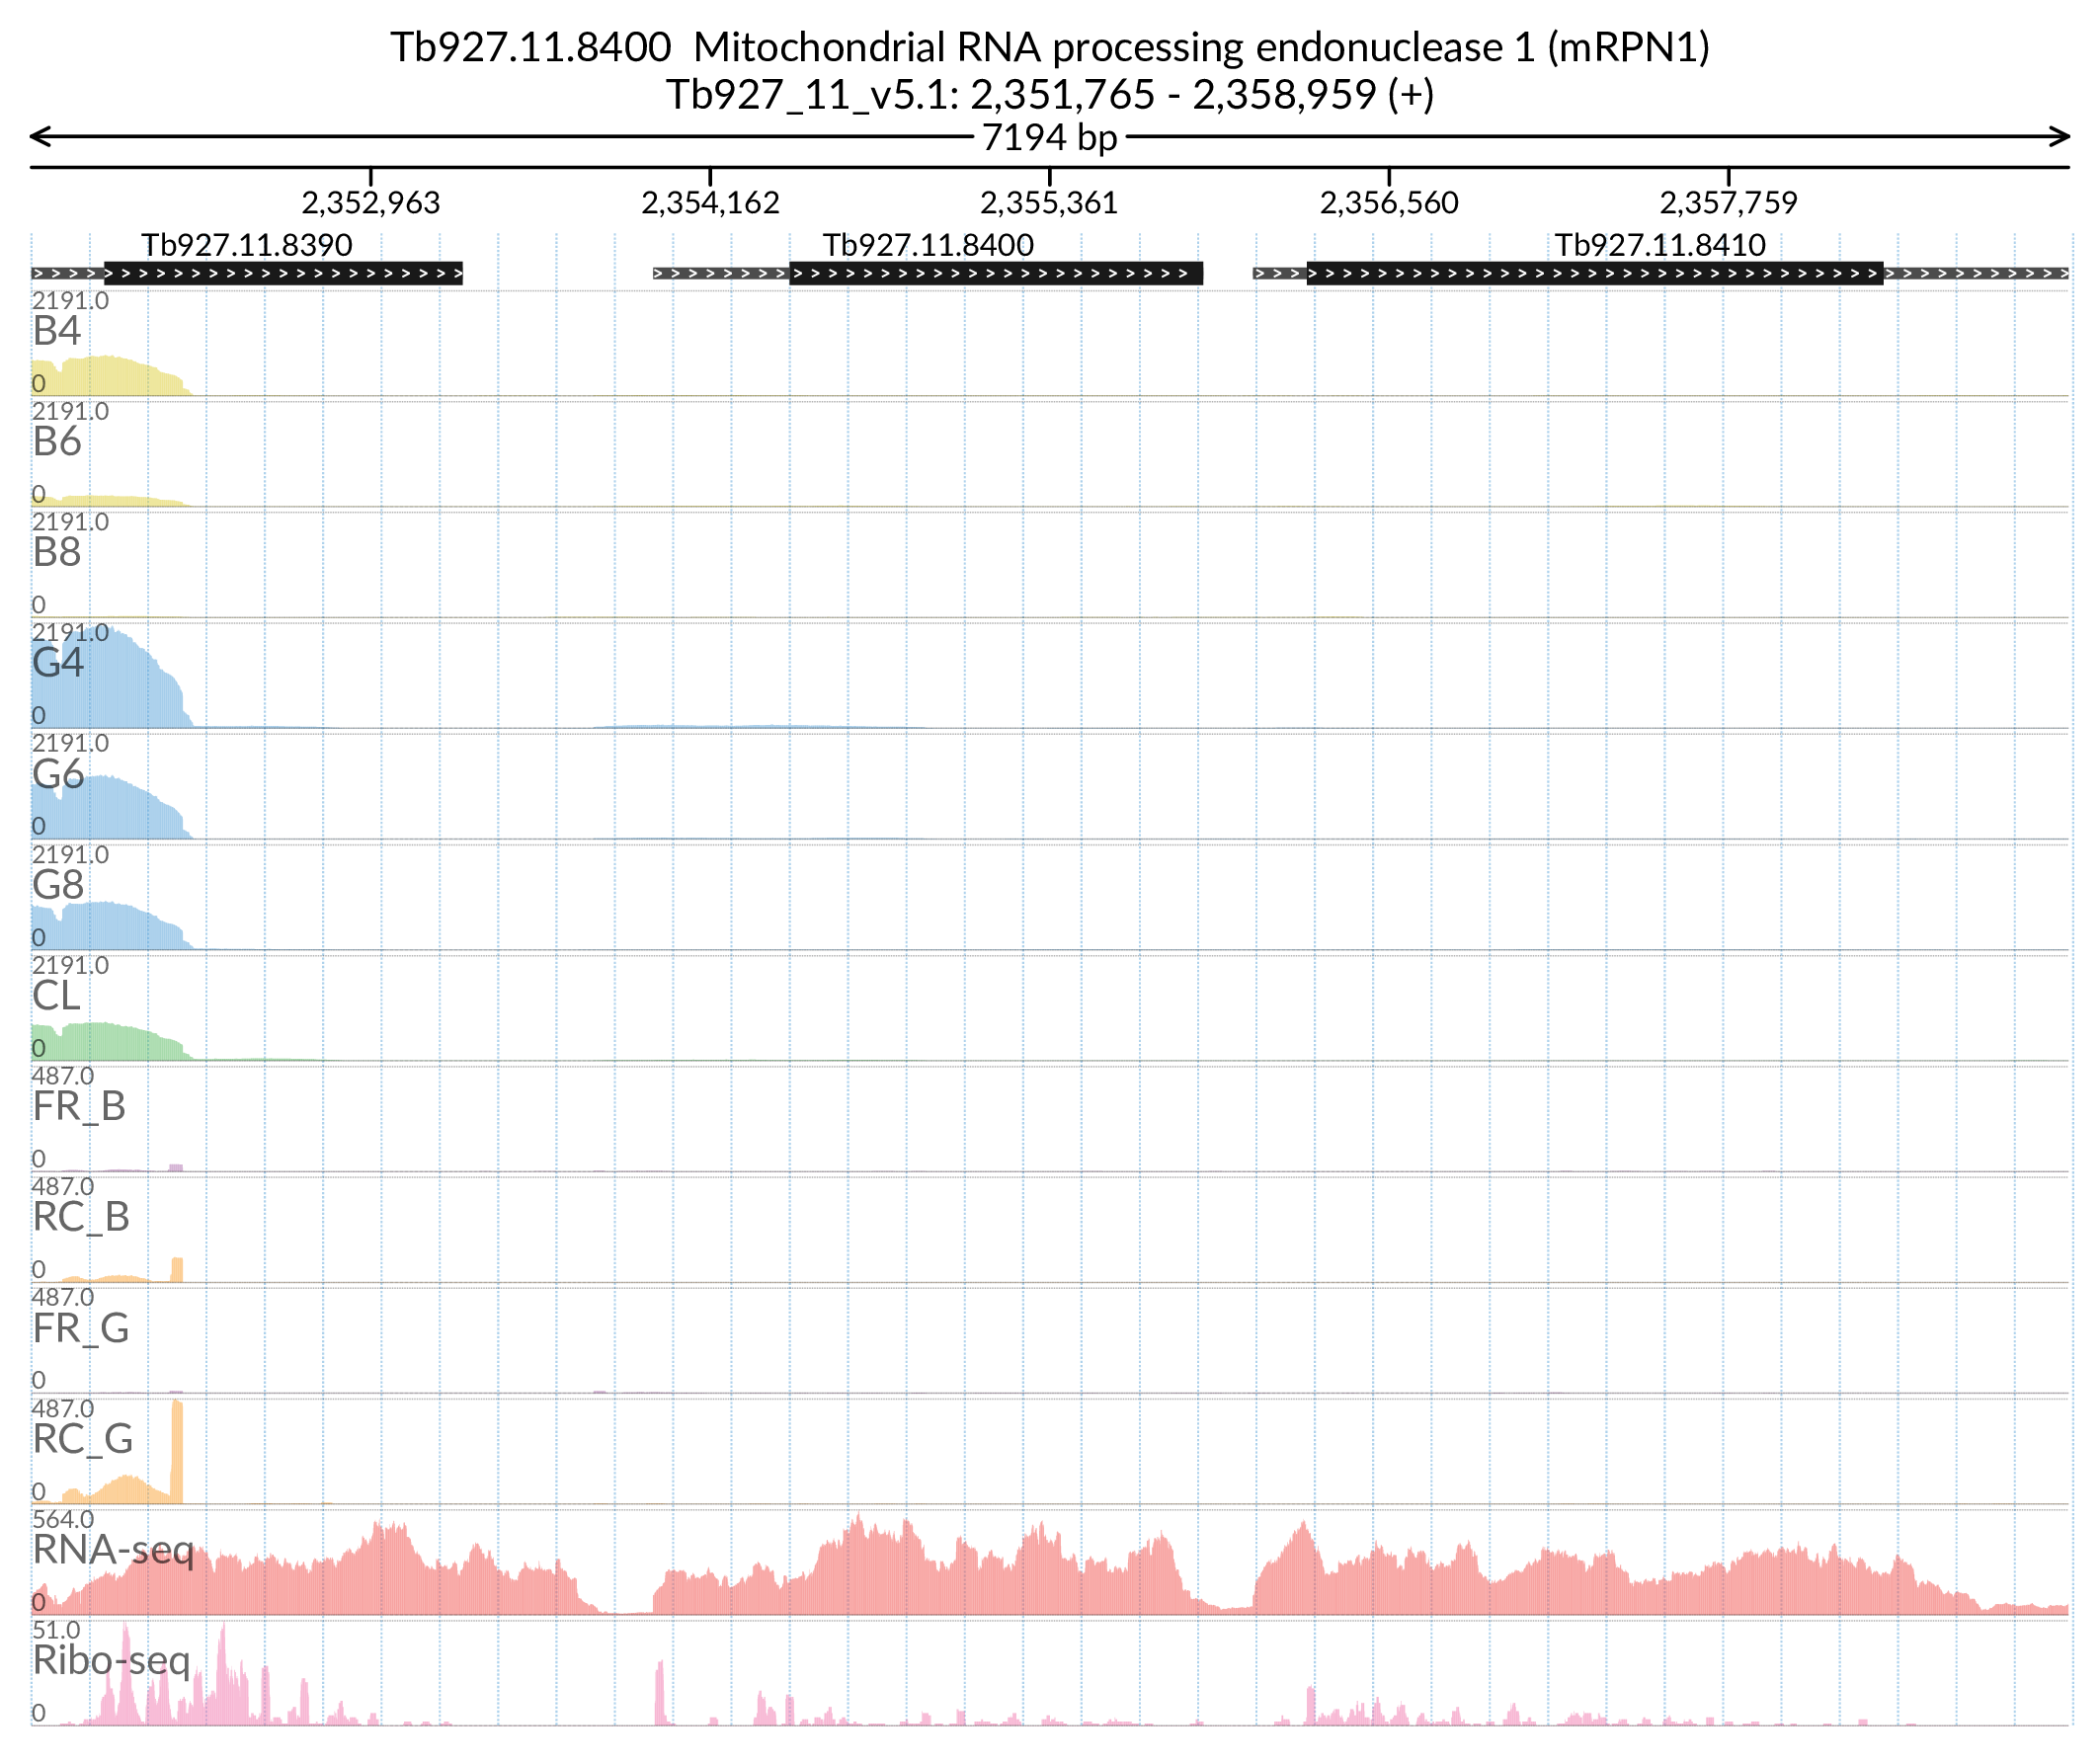 Tb927.11.8400 Mitochondrial RNA processing endonuclease 1 (mRPN1)
Tb927_11_v5.1: 2,351,765 - 2,358,959 (+)
7194 bp
2,352,963 2,354,162 2,355,361 2,356,560 2,357,759
Tb927.11.8390 Tb927.11.8400 Tb927.11.8410
2191.0
B4
0
2191.0
B6
0
2191.0
B8
0
2191.0
G4
0
2191.0
G6
0
2191.0
G8
0
2191.0
CL
0
487.0
FR_B
0
487.0
RC_B
0
487.0
FR_G
0
487.0
RC_G
0
564.0
RNA-seq
0
51.0
Ribo-seq
0